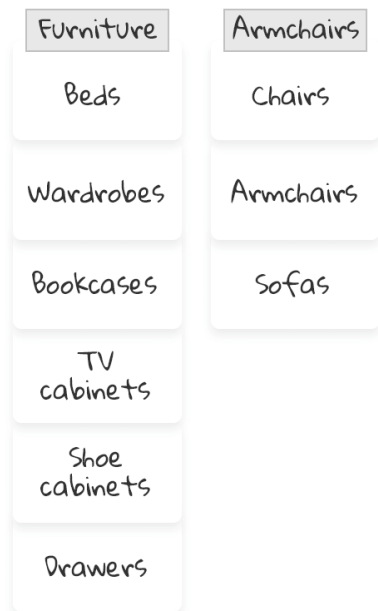 Furniture
Beds
Wardrobes
Bookcases
TV
cabinets
Shoe
cabinets
Drawers
Armchairs
Chairs
Armchairs
Sofas